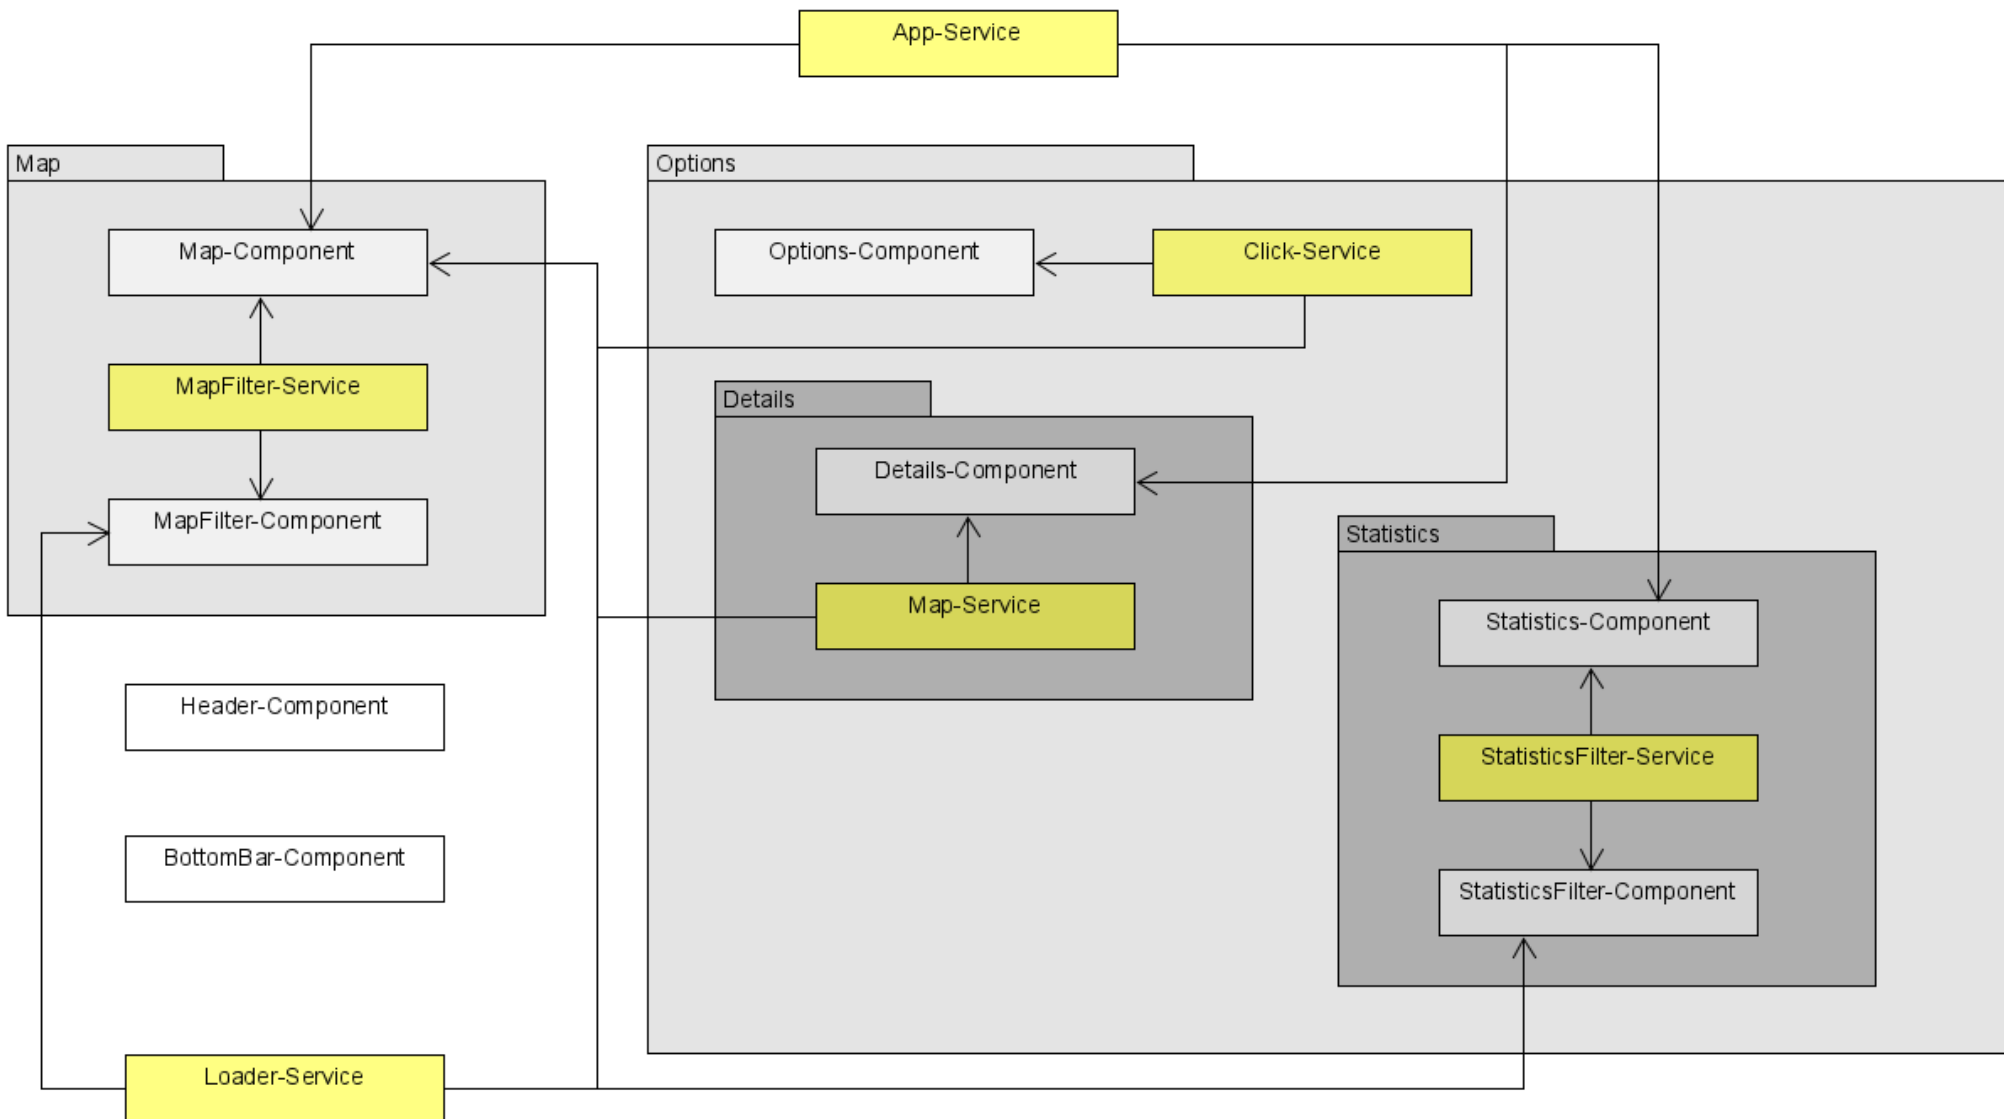 App-Service
Map
Options
Map-Component
Options-Component
Click-Service
MapFilter-Service
Details
Details-Component
MapFilter-Component
Statistics
Map-Service
Statistics-Component
Header-Component
StatisticsFilter-Service
BottomBar-Component
StatisticsFilter-Component
Loader-Service